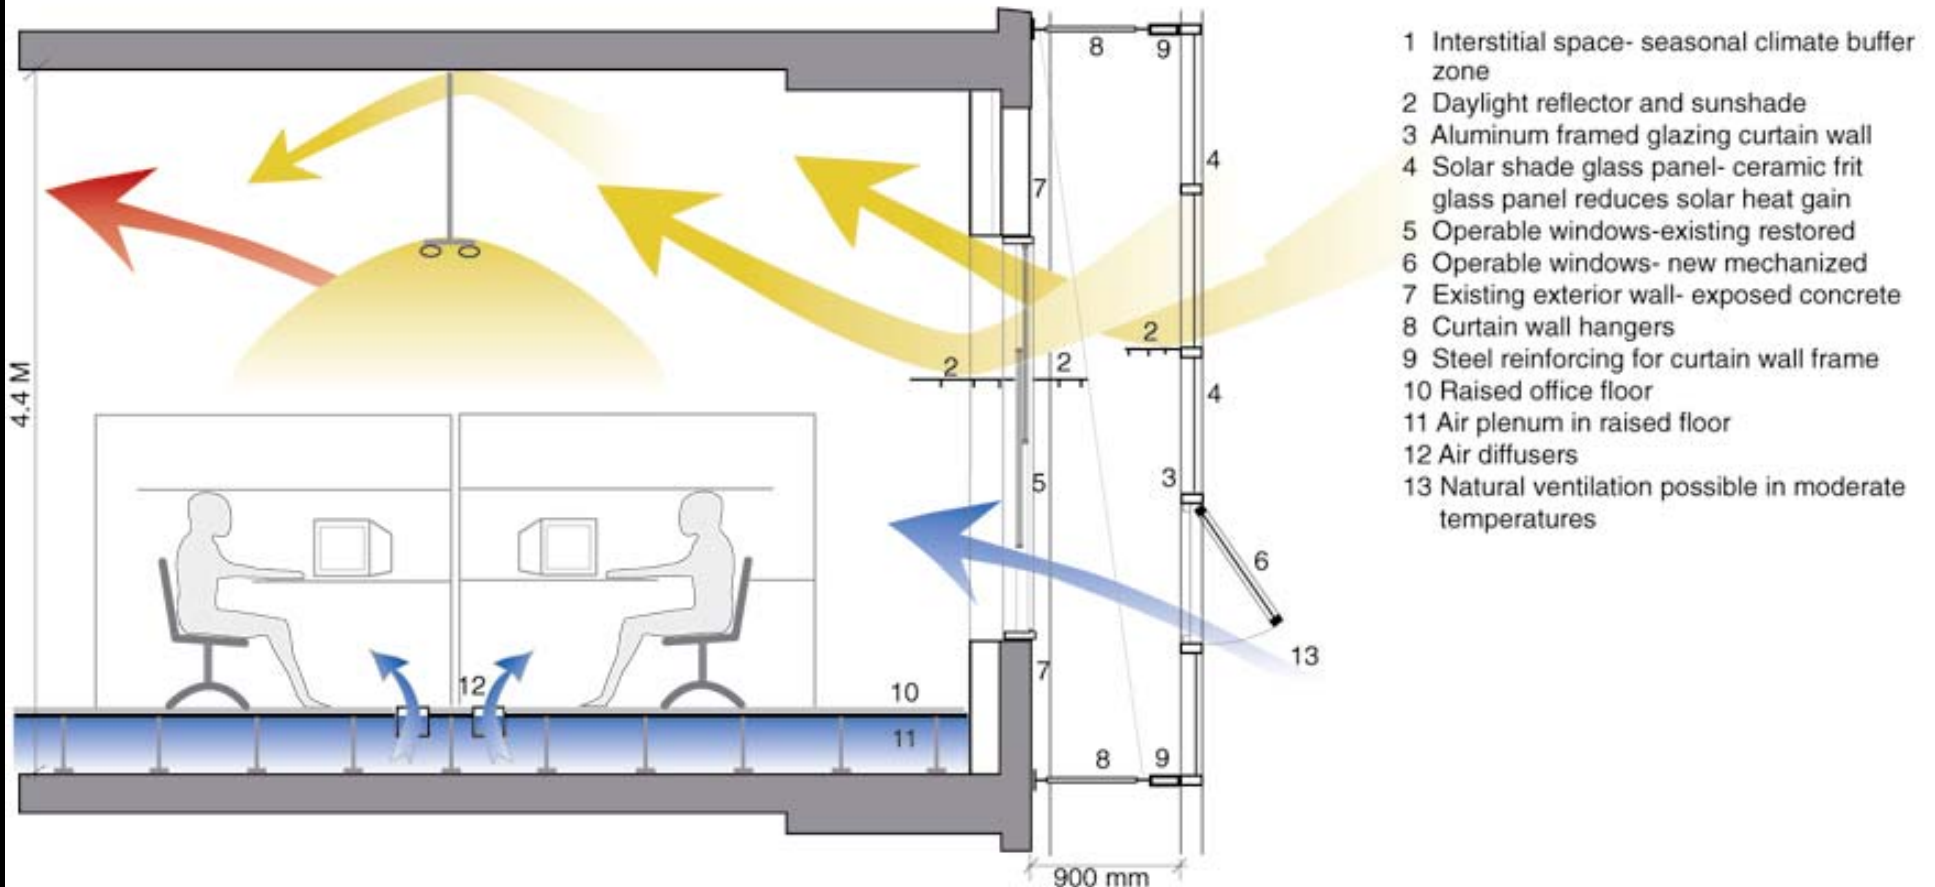 8
9
4
7
2
2
2
4
4.4 M
3
5
6
13
7
12
10
11
8
9
900 mm
1 Interstitial space- seasonal climate buffer
zone
2 Daylight reflector and sunshade
3 Aluminum framed glazing curtain wall
4 Solar shade glass panel- ceramic frit
glass panel reduces solar heat gain
5 Operable windows-existing restored
6 Operable windows- new mechanized
7 Existing exterior wall- exposed concrete
8 Curtain wall hangers
9 Steel reinforcing for curtain wall frame
10 Raised office floor
11 Air plenum in raised floor
12 Air diffusers
13 Natural ventilation possible in moderate
temperatures